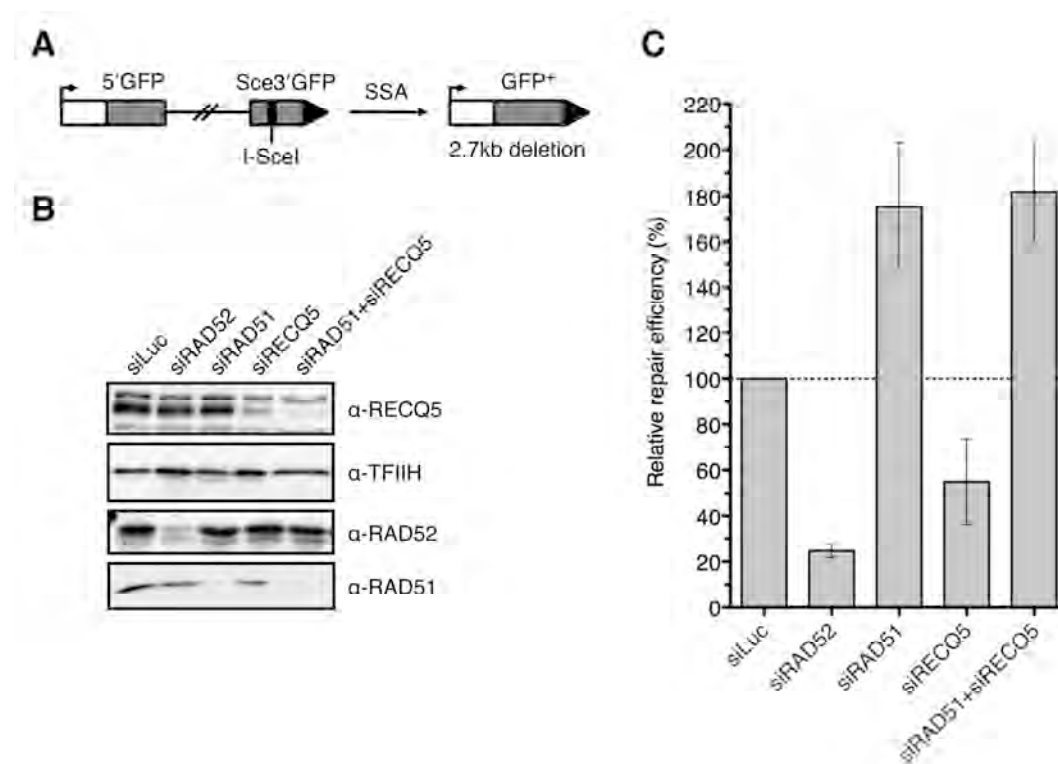 A
5'GFP
Sce3'GFP
SSA
GFP+
I-SceI
2.7kb deletion
B
siLuc
siRAD52
siRAD51
siRECQ5
siRAD51+siRECQ5
α-RECQ5
α-TFIIH
α-RAD52
α-RAD51
C
Relative repair efficiency (%)
220
200
180
160
140
120
100
80
60
40
20
0
siLuc
siRAD52
siRAD51
siRECQ5
siRAD51+siRECQ5